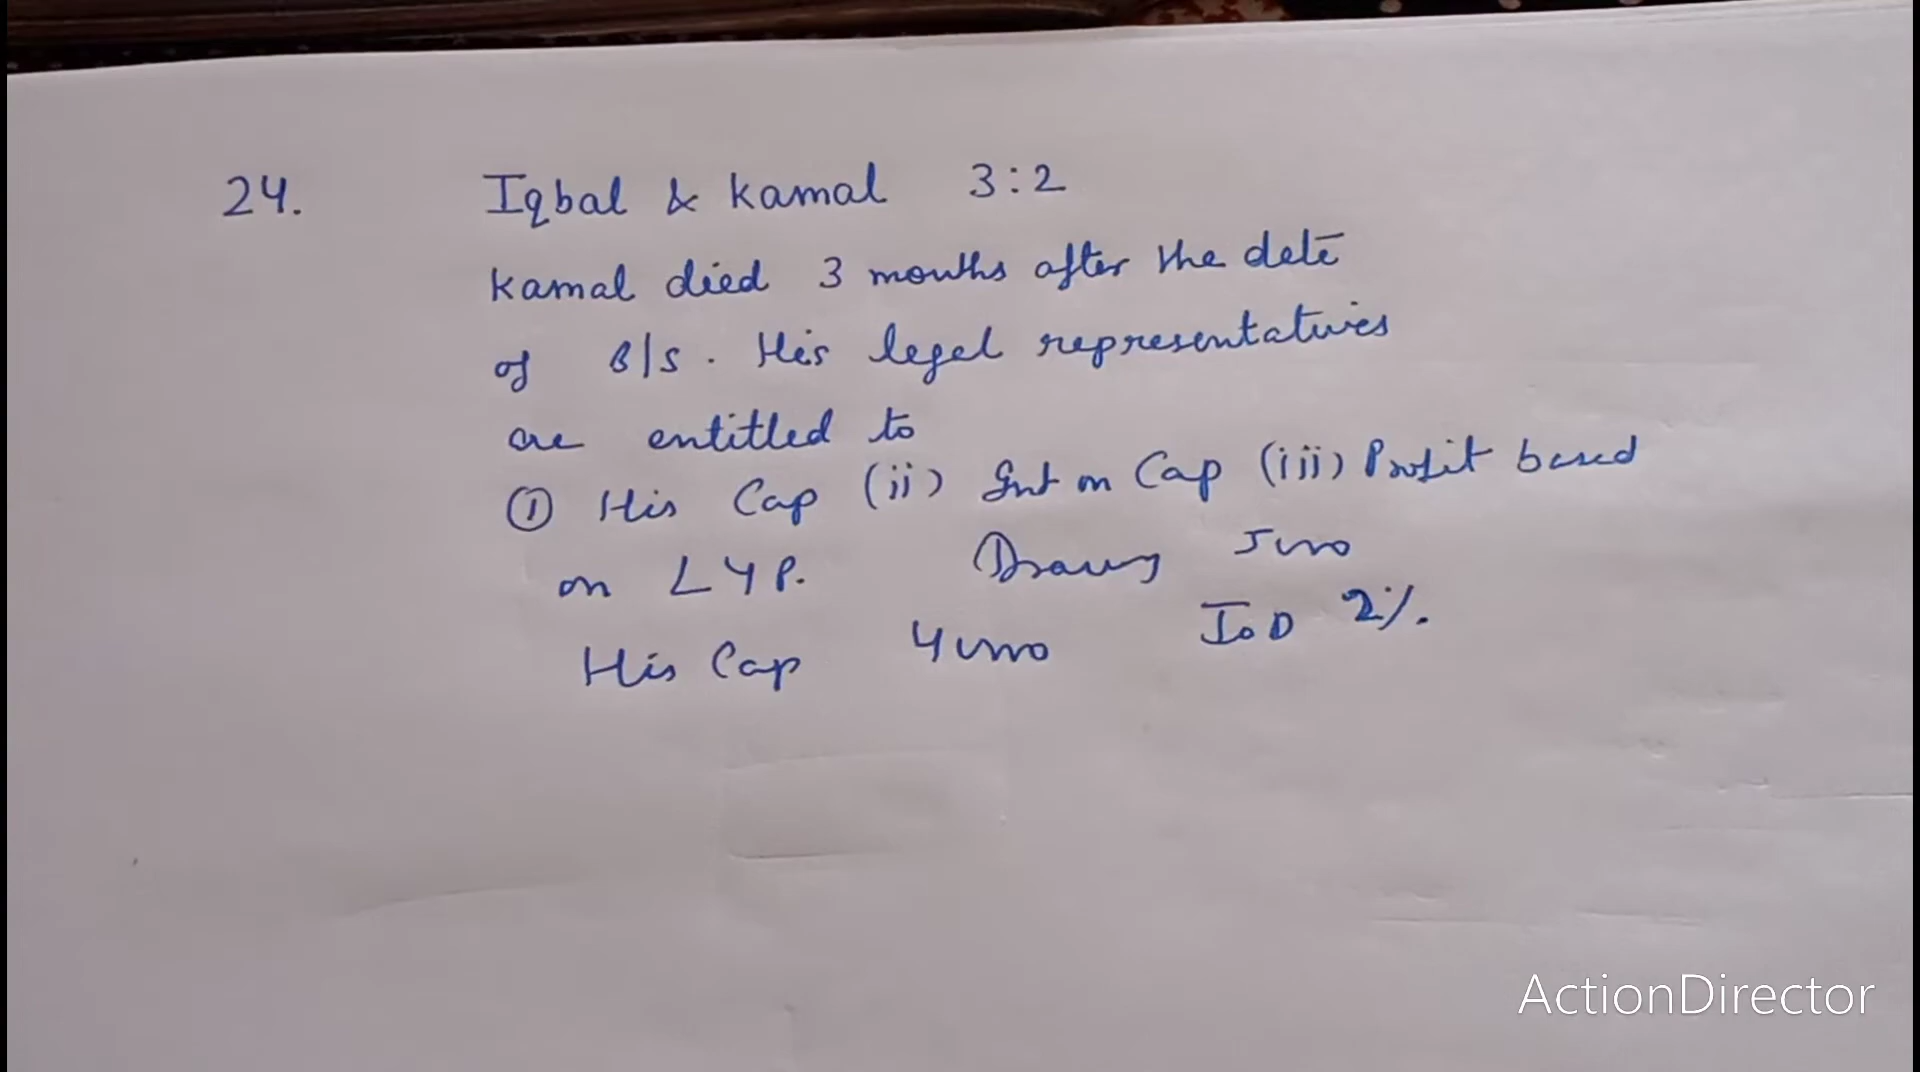 24. Iqbal & Kamal 3:2
Kamal died 3 months after the date
of B/S. His legal representatives
are entitled to
① His Cap (ii) Int on Cap (iii) Profit based
on LYP. Drawing
His Cap IOD 2%.
ActionDirector